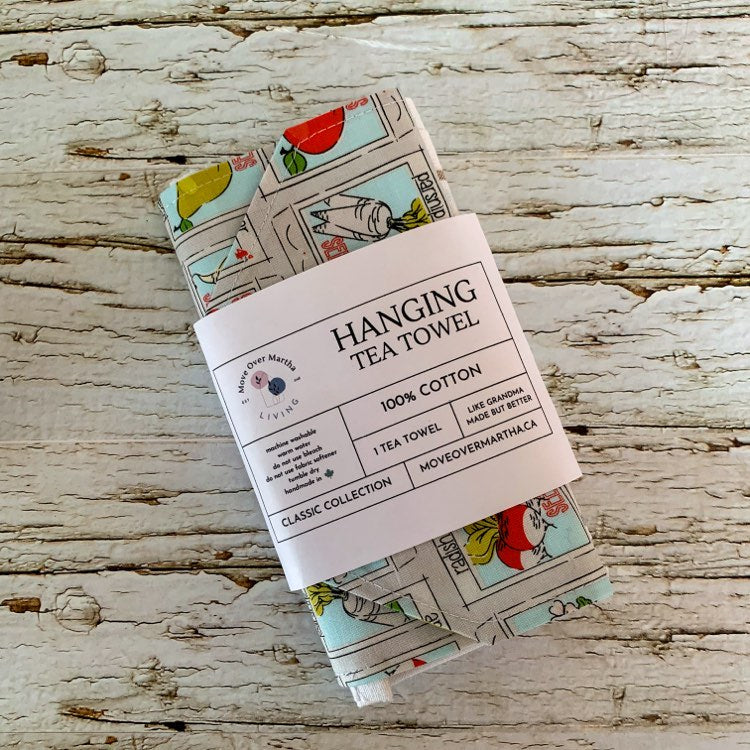 HANGING
TEA TOWEL
Move Over Martha
LIVING
100% COTTON
1 TEA TOWEL
LIKE GRANDMA
MADE BUT BETTER
machine washable
warm water
do not use bleach
do not use fabric softener
tumble dry
handmade in
CLASSIC COLLECTION
MOVEOVERMARTHA.CA
radish